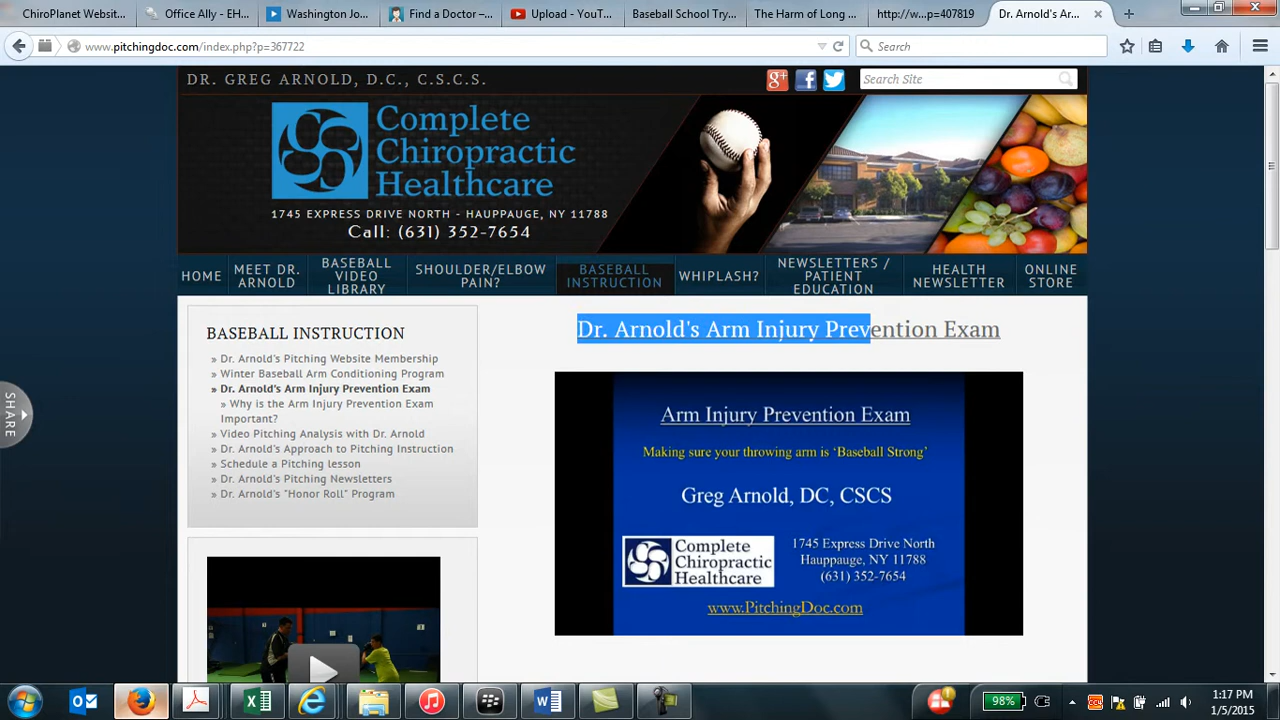 ChiroPlanet Website...
Office Ally – EH...
Washington Jo...
Find a Doctor –...
Upload - YouT...
Baseball School Try...
The Harm of Long ...
http://w...p=407819
Dr. Arnold's Ar...
www.pitchingdoc.com/index.php?p=367722
Search
DR. GREG ARNOLD, D.C., C.S.C.S.
Search Site
Complete
Chiropractic
Healthcare
1745 EXPRESS DRIVE NORTH - HAUPPAUGE, NY 11788
Call: (631) 352-7654
HOME
MEET DR.
ARNOLD
BASEBALL
VIDEO
LIBRARY
SHOULDER/ELBOW
PAIN?
BASEBALL
INSTRUCTION
WHIPLASH?
NEWSLETTERS /
PATIENT
EDUCATION
HEALTH
NEWSLETTER
ONLINE
STORE
SHARE
BASEBALL INSTRUCTION
» Dr. Arnold's Pitching Website Membership
» Winter Baseball Arm Conditioning Program
» Dr. Arnold's Arm Injury Prevention Exam
» Why is the Arm Injury Prevention Exam
Important?
» Video Pitching Analysis with Dr. Arnold
» Dr. Arnold's Approach to Pitching Instruction
» Schedule a Pitching lesson
» Dr. Arnold's Pitching Newsletters
» Dr. Arnold's "Honor Roll" Program
Dr. Arnold's Arm Injury Prevention Exam
Arm Injury Prevention Exam
Making sure your throwing arm is 'Baseball Strong'
Greg Arnold, DC, CSCS
Complete
Chiropractic
Healthcare
1745 Express Drive North
Hauppauge, NY 11788
(631) 352-7654
www.PitchingDoc.com
98%
1:17 PM
1/5/2015